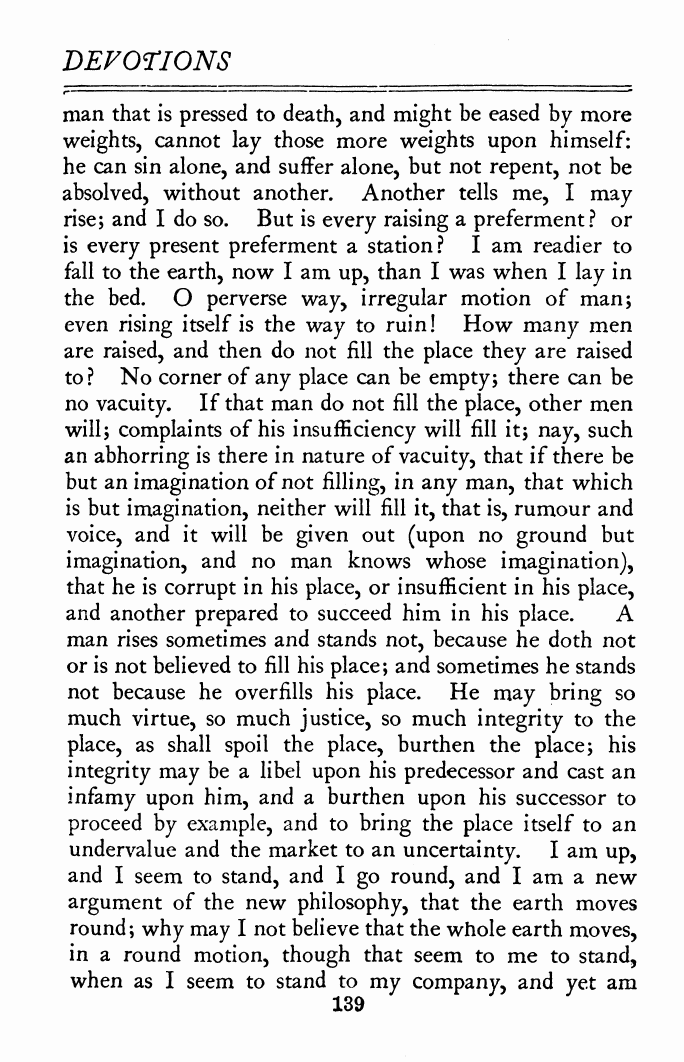 DEVOTIONS
man that is pressed to death, and might be eased by more
weights, cannot lay those more weights upon himself:
he can sin alone, and suffer alone, but not repent, not be
absolved, without another. Another tells me, I may
rise; and I do so. But is every raising a preferment? or
is every present preferment a station? I am readier to
fall to the earth, now I am up, than I was when I lay in
the bed. O perverse way, irregular motion of man;
even rising itself is the way to ruin! How many men
are raised, and then do not fill the place they are raised
to? No corner of any place can be empty; there can be
no vacuity. If that man do not fill the place, other men
will; complaints of his insufficiency will fill it; nay, such
an abhorring is there in nature of vacuity, that if there be
but an imagination of not filling, in any man, that which
is but imagination, neither will fill it, that is, rumour and
voice, and it will be given out (upon no ground but
imagination, and no man knows whose imagination),
that he is corrupt in his place, or insufficient in his place,
and another prepared to succeed him in his place. A
man rises sometimes and stands not, because he doth not
or is not believed to fill his place; and sometimes he stands
not because he overfills his place. He may bring so
much virtue, so much justice, so much integrity to the
place, as shall spoil the place, burthen the place; his
integrity may be a libel upon his predecessor and cast an
infamy upon him, and a burthen upon his successor to
proceed by example, and to bring the place itself to an
undervalue and the market to an uncertainty. I am up,
and I seem to stand, and I go round, and I am a new
argument of the new philosophy, that the earth moves
round; why may I not believe that the whole earth moves,
in a round motion, though that seem to me to stand,
when as I seem to stand to my company, and yet am
139